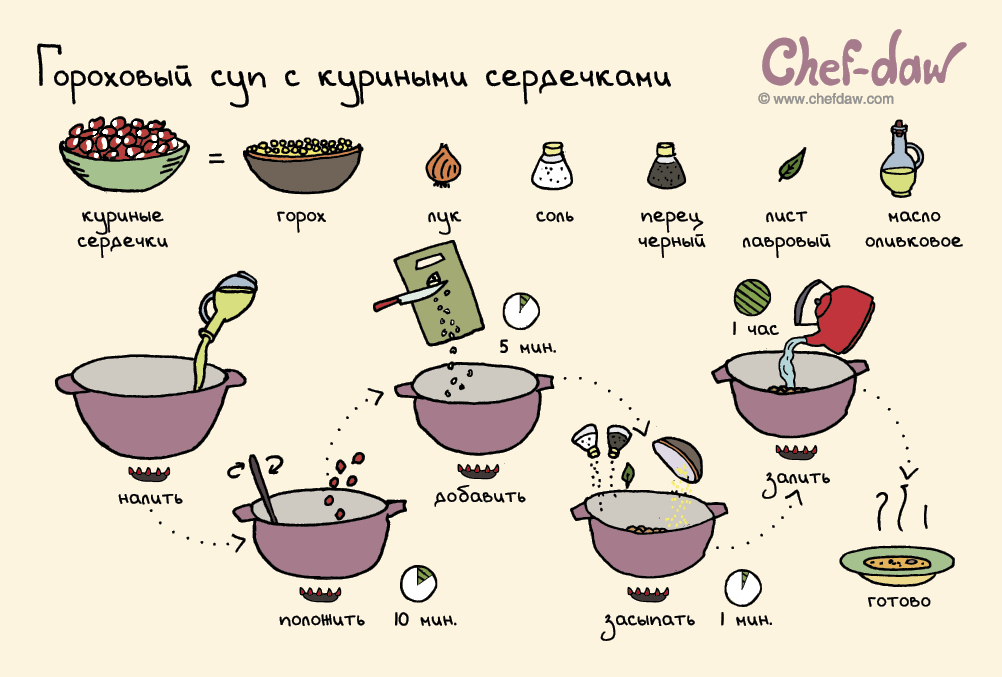 Гороховый суп с куриными сердечками
Chef-daw
© www.chefdaw.com
=
куриные
сердечки
горох
лук
соль
перец
черный
лист
лавровый
масло
оливковое
5 мин.
1 час
налить
добавить
залить
положить
10 мин.
засыпать
1 мин.
готово